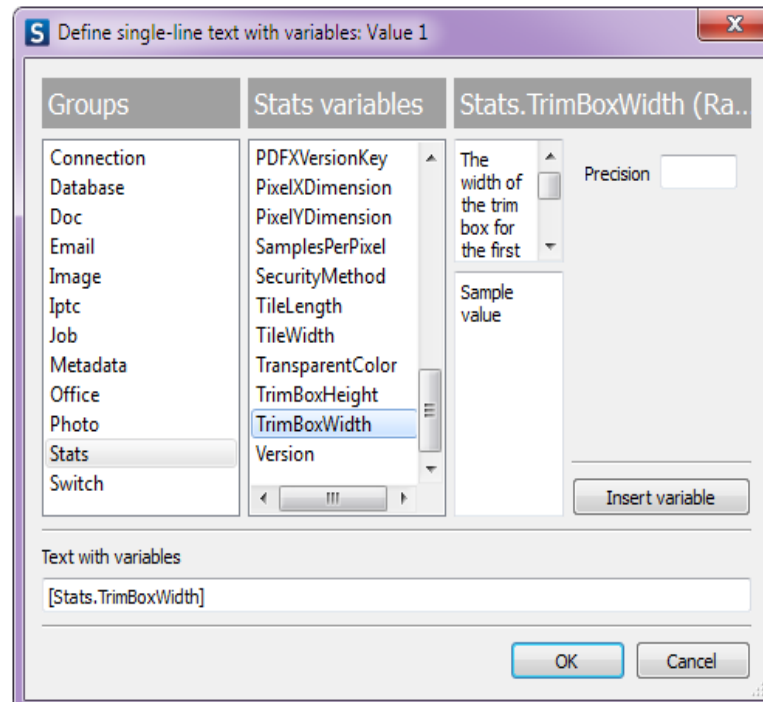 S Define single-line text with variables: Value 1
Groups
Stats variables
Stats.TrimBoxWidth (Ra...
Connection
Database
Doc
Email
Image
Iptc
Job
Metadata
Office
Photo
Stats
Switch
PDFXVersionKey
PixelXDimension
PixelYDimension
SamplesPerPixel
SecurityMethod
TileLength
TileWidth
TransparentColor
TrimBoxHeight
TrimBoxWidth
Version
The
width of
the trim
box for
the first
Sample
value
Precision
Insert variable
Text with variables
[Stats.TrimBoxWidth]
OK
Cancel